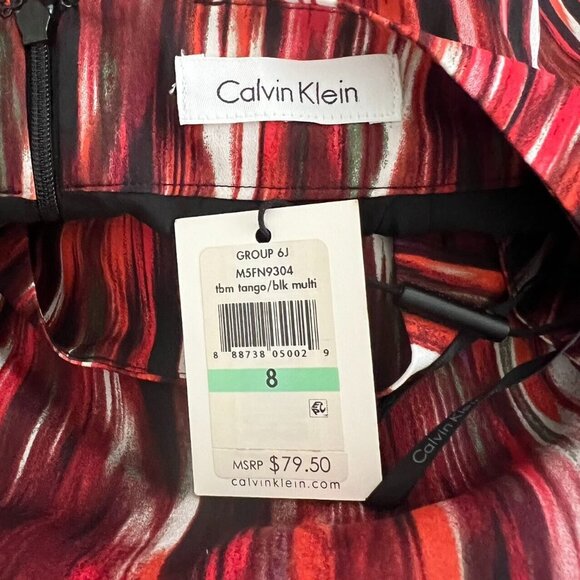 Calvin Klein
GROUP 6J
M5FN9304
tbm tango/blk multi
8 88738 05002 9
8
MSRP $79.50
calvinklein.com
Calvin Klein